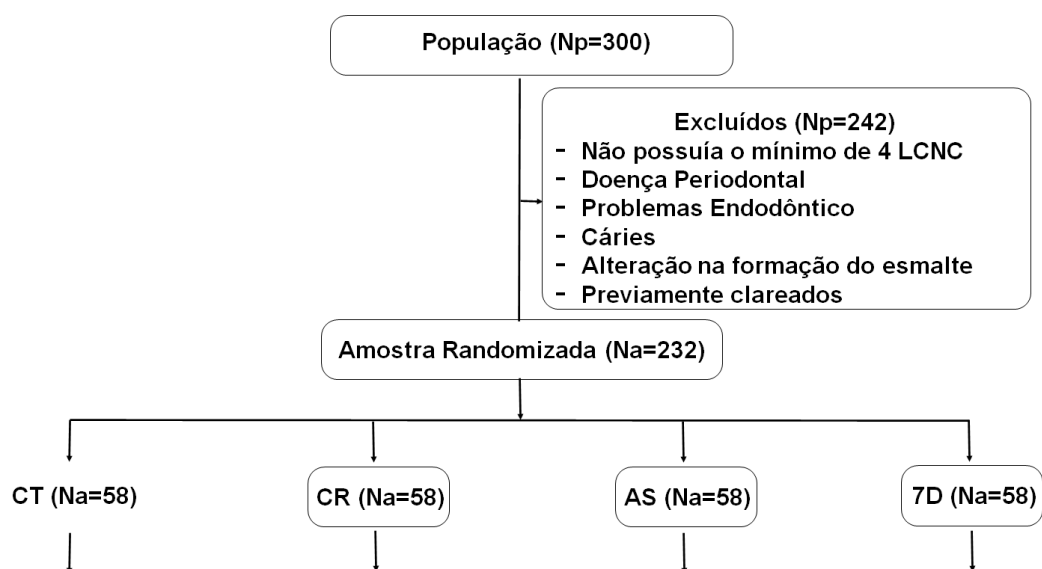 População (Np=300)
Excluídos (Np=242)
- Não possuía o mínimo de 4 LCNC
- Doença Periodontal
- Problemas Endodôntico
- Cáries
- Alteração na formação do esmalte
- Previamente clareados
Amostra Randomizada (Na=232)
CT (Na=58)
CR (Na=58)
AS (Na=58)
7D (Na=58)